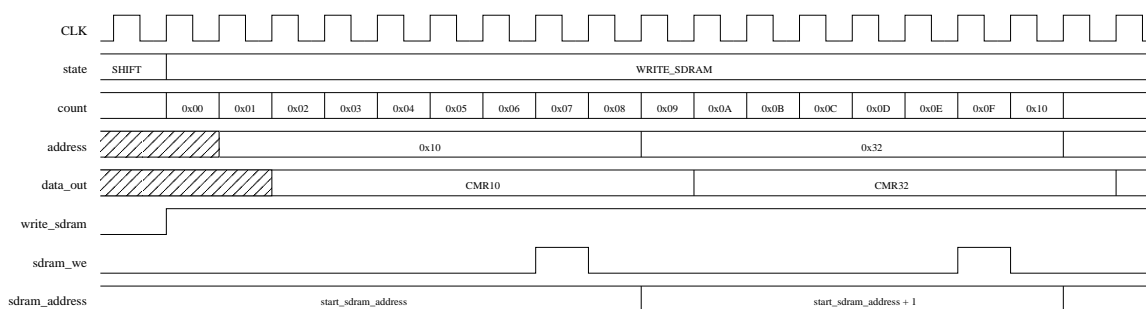 CLK
state SHIFT WRITE_SDRAM
count 0x00 0x01 0x02 0x03 0x04 0x05 0x06 0x07 0x08 0x09 0x0A 0x0B 0x0C 0x0D 0x0E 0x0F 0x10
address 0x10 0x32
data_out CMR10 CMR32
write_sdram
sdram_we
sdram_address start_sdram_address start_sdram_address + 1